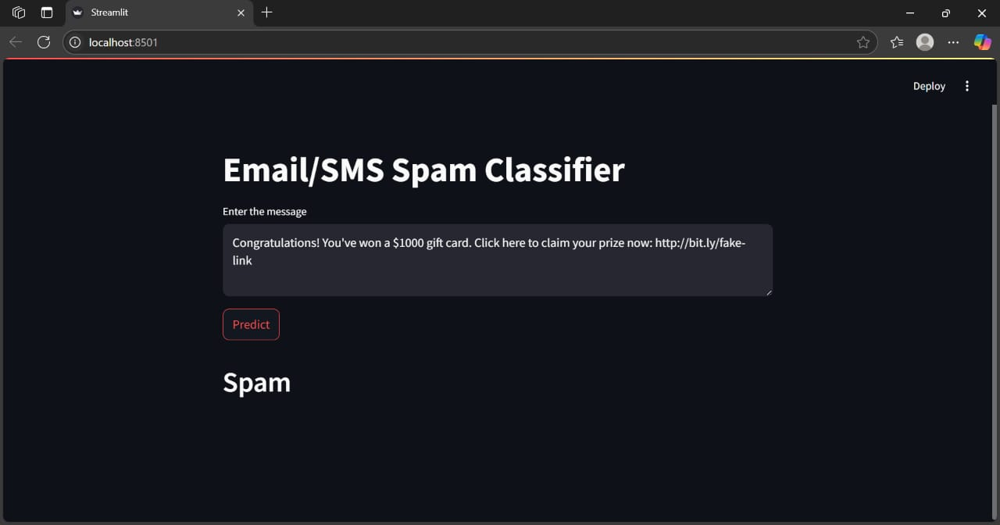 Streamlit
localhost:8501
Deploy
Email/SMS Spam Classifier
Enter the message
Congratulations! You've won a $1000 gift card. Click here to claim your prize now: http://bit.ly/fake-
link
Predict
Spam